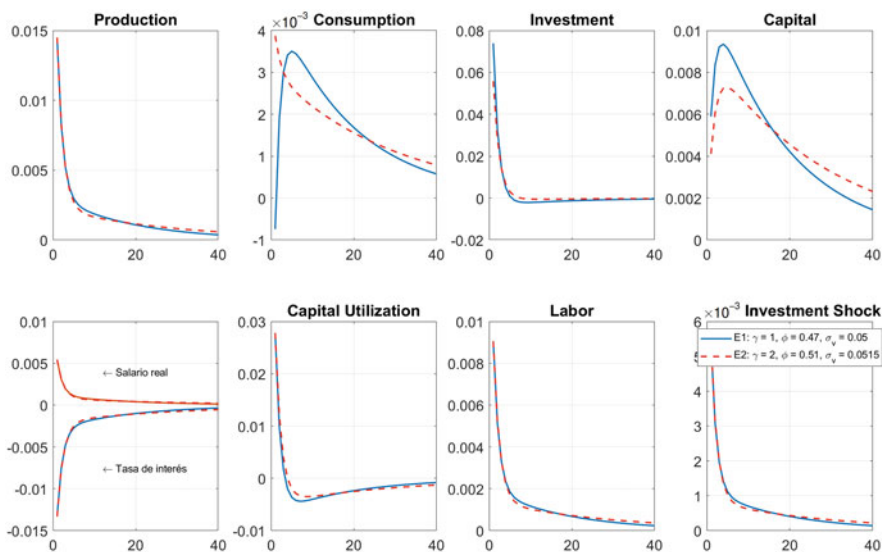 Production
0.015
0.01
0.005
0
0 20 40
Consumption
×10⁻³
4
3
2
1
0
-1
0 20 40
Investment
0.08
0.06
0.04
0.02
0
-0.02
0 20 40
Capital
0.01
0.008
0.006
0.004
0.002
0
0 20 40
0.01
0.005
0
-0.005
-0.01
-0.015
← Salario real
← Tasa de interés
0 20 40
Capital Utilization
0.03
0.02
0.01
0
-0.01
0 20 40
Labor
0.01
0.008
0.006
0.004
0.002
0
0 20 40
×10⁻³ Investment Shock
6
E1: γ = 1, ϕ = 0.47, σᵥ = 0.05
E2: γ = 2, ϕ = 0.51, σᵥ = 0.0515
4
3
2
1
0
0 20 40